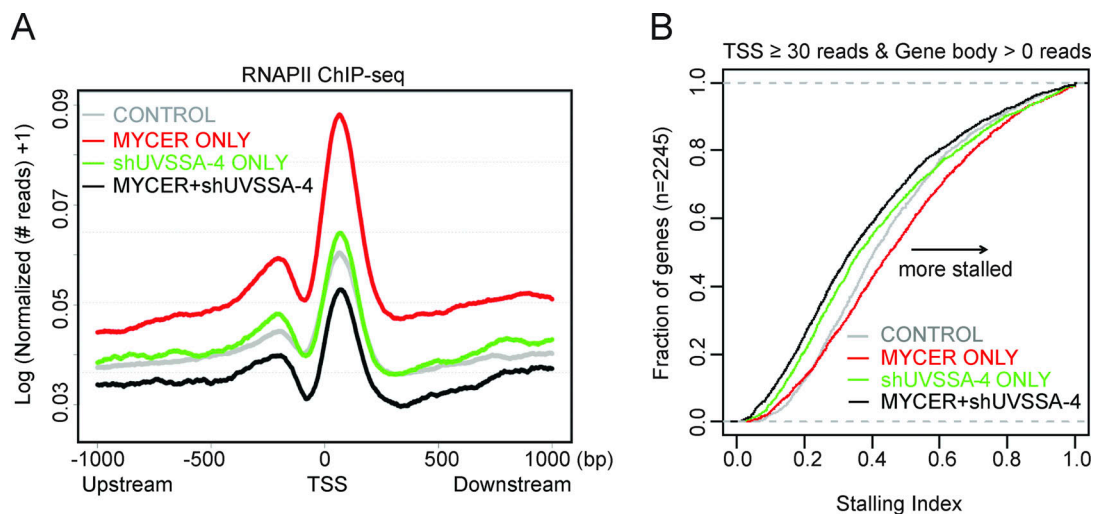 A
RNAPII ChIP-seq
Log (Normalized (# reads) +1)
0.09
0.07
0.05
0.03
CONTROL
MYCER ONLY
shUVSSA-4 ONLY
MYCER+shUVSSA-4
-1000 -500 0 500 1000 (bp)
Upstream TSS Downstream
B
TSS ≥ 30 reads & Gene body > 0 reads
Fraction of genes (n=2245)
1.0
0.8
0.6
0.4
0.2
0.0
more stalled
CONTROL
MYCER ONLY
shUVSSA-4 ONLY
MYCER+shUVSSA-4
0.0 0.2 0.4 0.6 0.8 1.0
Stalling Index